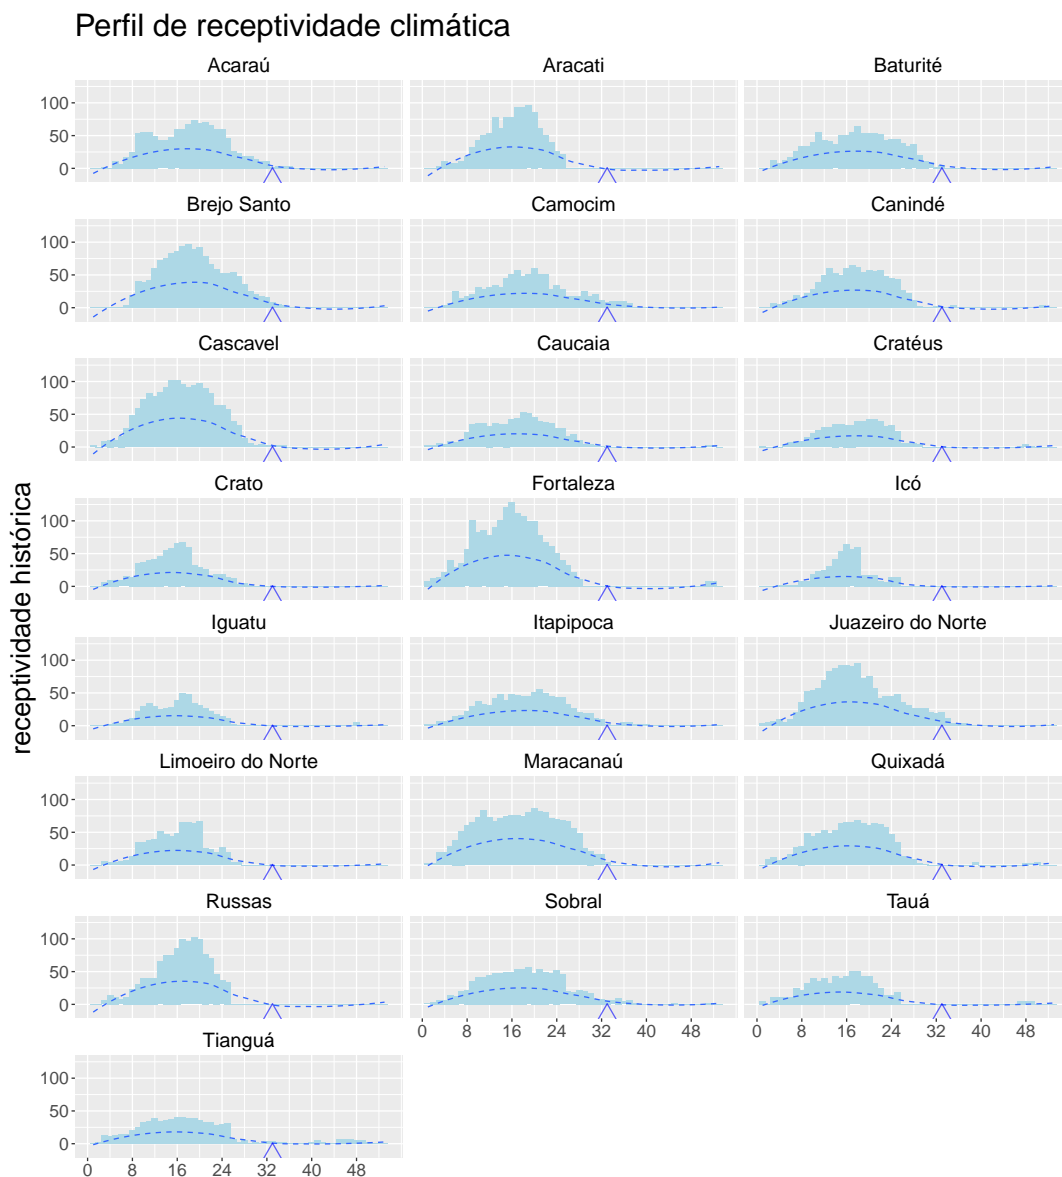 Perfil de receptividade climática
Acaraú Aracati Baturité
100
50
0
Brejo Santo Camocim Canindé
100
50
0
Cascavel Caucaia Cratéus
100
50
0
Crato Fortaleza Icó
100
50
0
receptividade histórica
Iguatu Itapipoca Juazeiro do Norte
100
50
0
Limoeiro do Norte Maracanaú Quixadá
100
50
0
Russas Sobral Tauá
100
50
0
0 8 16 24 32 40 48 0 8 16 24 32 40 48
Tianguá
100
50
0
0 8 16 24 32 40 48